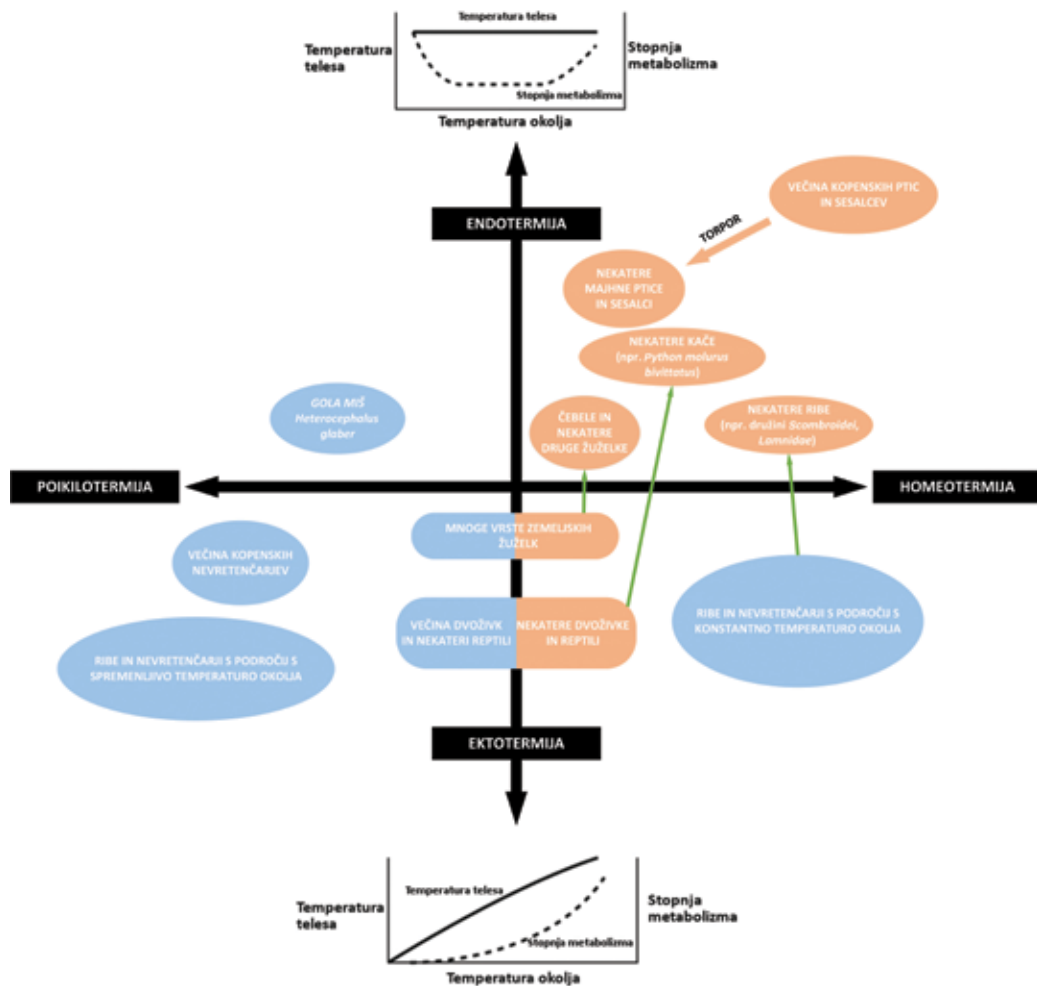 Temperatura telesa
Temperatura
telesa
Stopnja
metabolizma
Stopnja metabolizma
Temperatura okolja
VEČINA KOPENSKIH PTIC
IN SESALCEV
ENDOTERMIJA
TORPOR
NEKATERE
MAJHNE PTICE
IN SESALCI
NEKATERE KAČE
(npr. Python molurus
bivittatus)
GOLA MIŠ
Heterocephalus
glaber
ČEBELE IN
NEKATERE
DRUGE ŽUŽELKE
NEKATERE RIBE
(npr. družini Scombroidei,
Lamnidae)
POIKILOTERMIJA
HOMEOTERMIJA
MNOGE VRSTE ZEMELJSKIH
ŽUŽELK
VEČINA KOPENSKIH
NEVRETENČARJEV
VEČINA DVOŽIVK
IN NEKATERI REPTILI
NEKATERE DVOŽIVKE
IN REPTILI
RIBE IN NEVRETENČARJI S PODROČIJ S
KONSTANTNO TEMPERATURO OKOLJA
RIBE IN NEVRETENČARJI S PODROČIJ S
SPREMENLJIVO TEMPERATURO OKOLJA
EKTOTERMIJA
Temperatura telesa
Temperatura
telesa
Stopnja
metabolizma
Stopnja metabolizma
Temperatura okolja